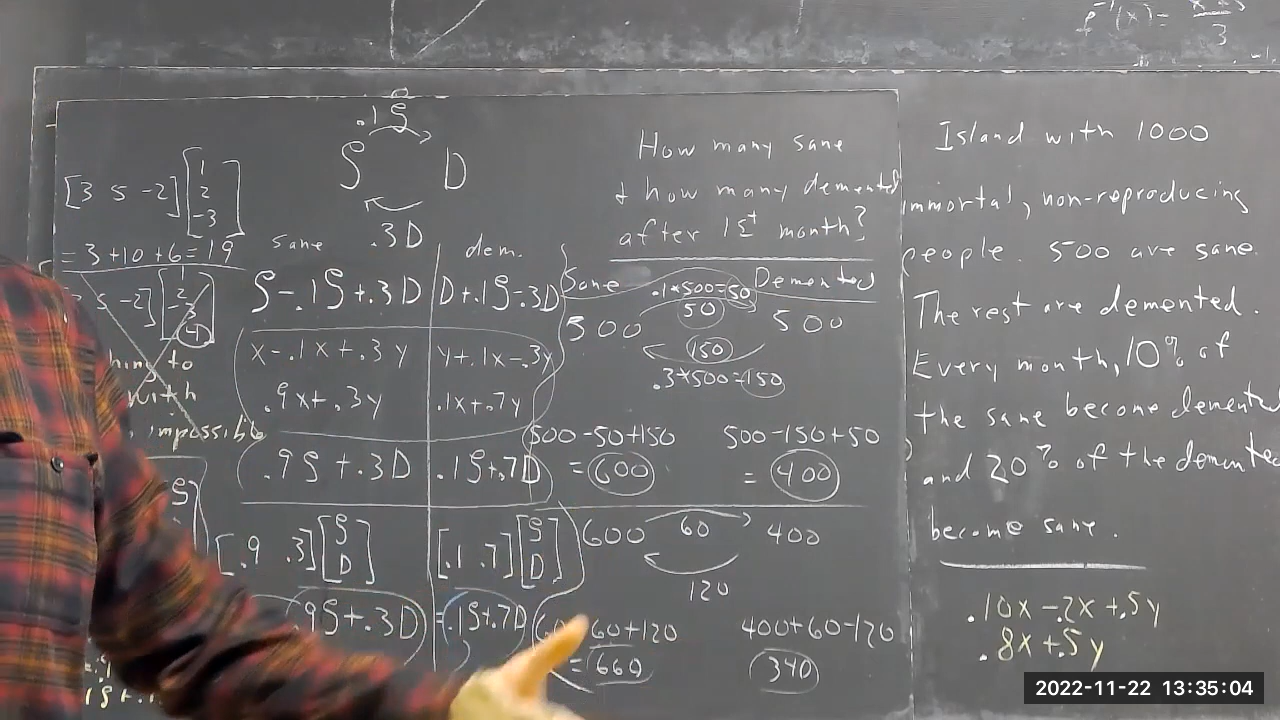 f⁻¹(x)=
3
[3 5 -2][1 2 -3]
= 3+10+6=19
5 -2]
impossible
.1S
S D
.3D
sane dem.
S-.1S+.3D D+.1S-.3D
x-.1x+.3y y+.1x-.3y
.9x+.3y .1x+.7y
.9S+.3D .1S+.7D
[.9 .3][S D] [.1 .7][S D]
.9S+.3D =.1S+.7D
How many sane
+ how many demented
after 1st month?
Sane Demented
.1*500=50
50
500 500
150
.3*500=150
500-50+150 500-150+50
=600 = 400
600 60 400
120
60+120 400+60-120
=660 340
Island with 1000
immortal, non-reproducing
people. 500 are sane.
The rest are demented.
Every month, 10% of
the sane become demented
and 20% of the demented
become sane.
.10x-.2x+.5y
.8x+.5y
2022-11-22 13:35:04